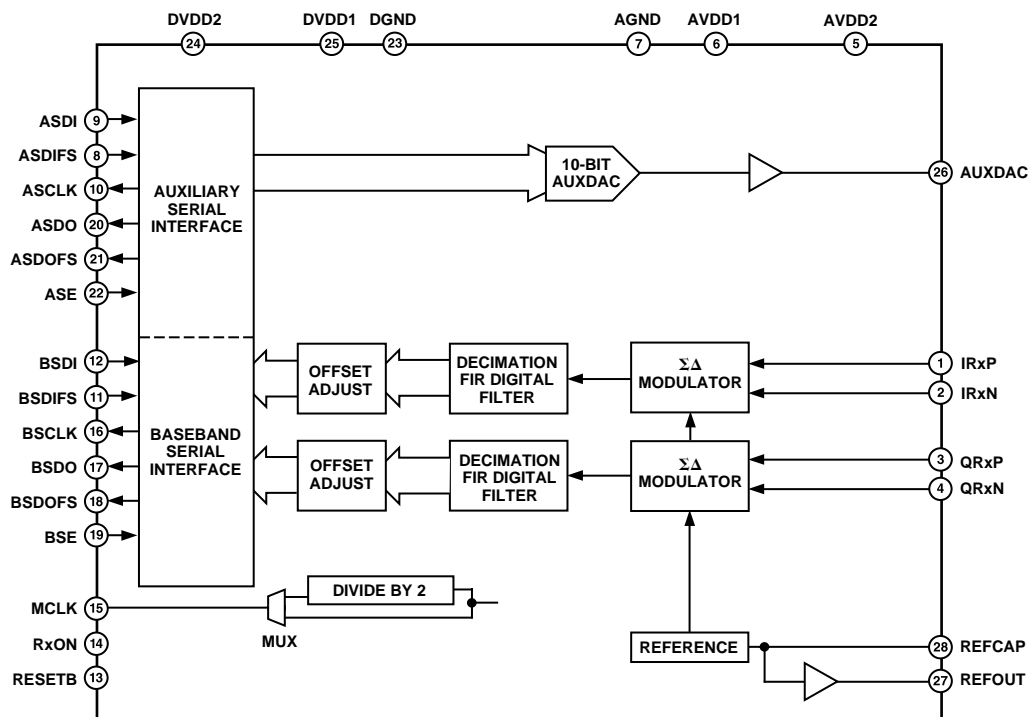 DVDD2
DVDD1
DGND
AGND
AVDD1
AVDD2
24
25
23
7
6
5
ASDI
9
ASDIFS
8
ASCLK
10
ASDO
20
ASDOFS
21
ASE
22
AUXILIARY
SERIAL
INTERFACE
10-BIT
AUXDAC
26
AUXDAC
BSDI
12
BSDIFS
11
BSCLK
16
BSDO
17
BSDOFS
18
BSE
19
BASEBAND
SERIAL
INTERFACE
OFFSET
ADJUST
DECIMATION
FIR DIGITAL
FILTER
ΣΔ
MODULATOR
1
IRxP
2
IRxN
OFFSET
ADJUST
DECIMATION
FIR DIGITAL
FILTER
ΣΔ
MODULATOR
3
QRxP
4
QRxN
MCLK
15
RxON
14
RESETB
13
MUX
DIVIDE BY 2
REFERENCE
28
REFCAP
27
REFOUT